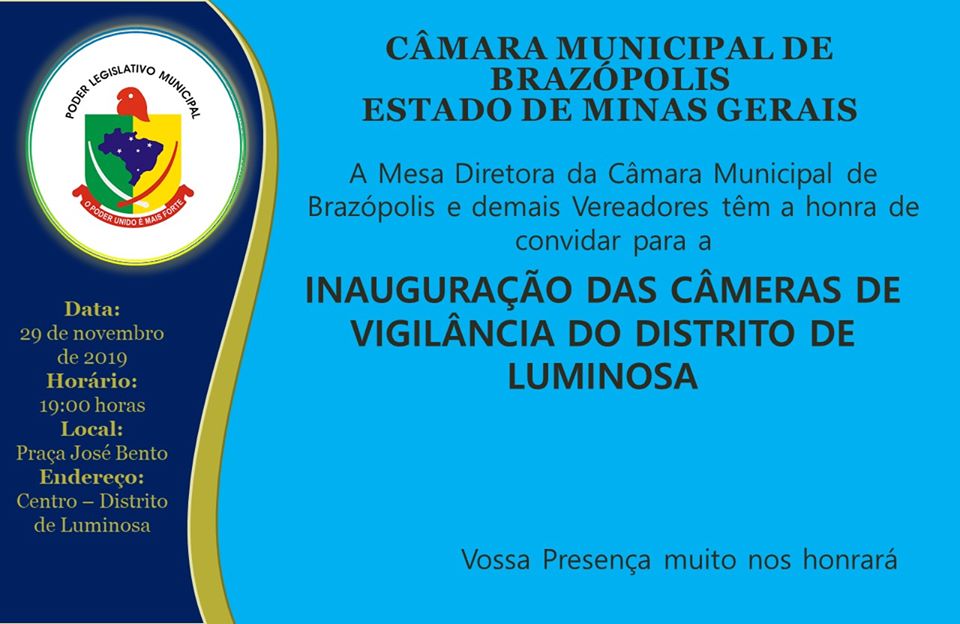 PODER LEGISLATIVO MUNICIPAL
O PODER UNIDO É MAIS FORTE
Data:
29 de novembro
de 2019
Horário:
19:00 horas
Local:
Praça José Bento
Endereço:
Centro – Distrito
de Luminosa
CÂMARA MUNICIPAL DE
BRAZÓPOLIS
ESTADO DE MINAS GERAIS
A Mesa Diretora da Câmara Municipal de
Brazópolis e demais Vereadores têm a honra de
convidar para a
INAUGURAÇÃO DAS CÂMERAS DE
VIGILÂNCIA DO DISTRITO DE
LUMINOSA
Vossa Presença muito nos honrará